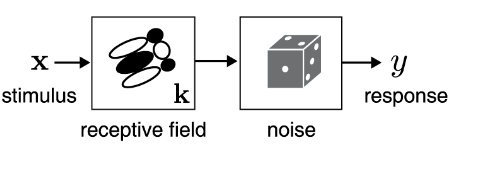 x
k
y
stimulus
response
receptive field
noise